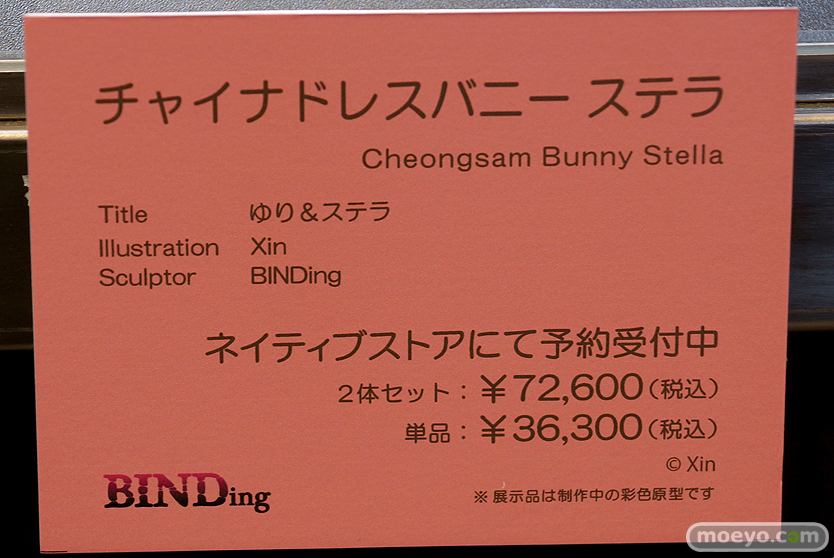 チャイナドレスバニー ステラ
Cheongsam Bunny Stella
Title ゆり＆ステラ
Illustration Xin
Sculptor BINDing
ネイティブストアにて予約受付中
2体セット：￥72,600（税込）
単品：￥36,300（税込）
© Xin
BINDing
※展示品は制作中の彩色原型です
moeyo.com